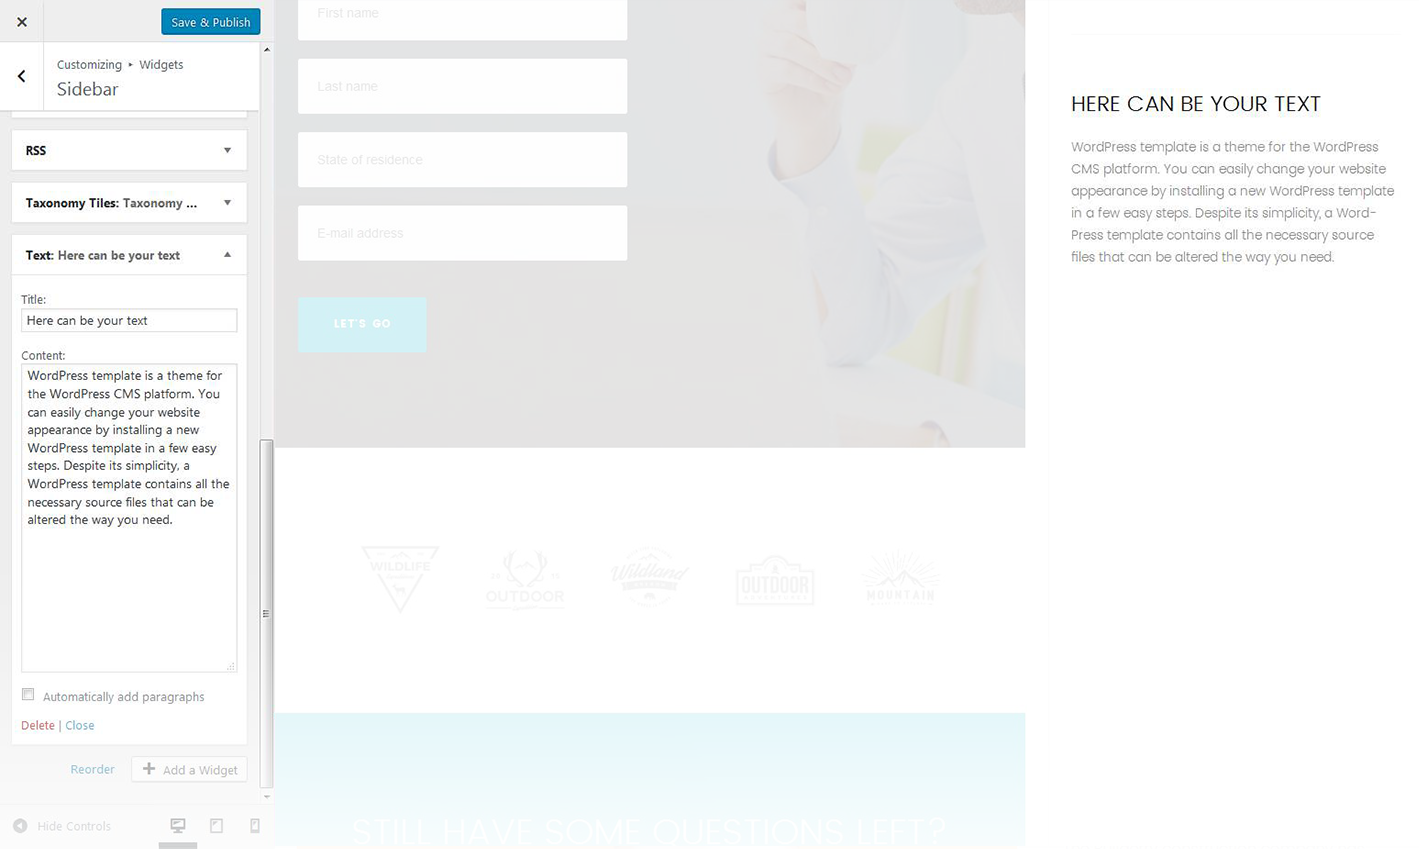 Save & Publish
Customizing ▸ Widgets
Sidebar
RSS
Taxonomy Tiles: Taxonomy ...
Text: Here can be your text
Title:
Here can be your text
Content:
WordPress template is a theme for
the WordPress CMS platform. You
can easily change your website
appearance by installing a new
WordPress template in a few easy
steps. Despite its simplicity, a
WordPress template contains all the
necessary source files that can be
altered the way you need.
Automatically add paragraphs
Delete | Close
Reorder
Add a Widget
Hide Controls
First name
Last name
State of residence
E-mail address
LET'S GO
WILDLIFE
OUTDOOR
Wildland
OUTDOOR
MOUNTAIN
STILL HAVE SOME QUESTIONS LEFT?
HERE CAN BE YOUR TEXT
WordPress template is a theme for the WordPress
CMS platform. You can easily change your website
appearance by installing a new WordPress template
in a few easy steps. Despite its simplicity, a Word-
Press template contains all the necessary source
files that can be altered the way you need.